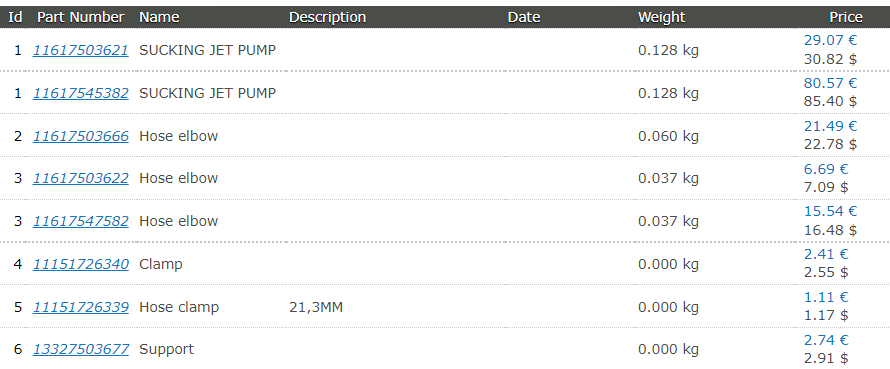 Id Part Number Name Description Date Weight Price
1 11617503621 SUCKING JET PUMP 0.128 kg 29.07 €
30.82 $
1 11617545382 SUCKING JET PUMP 0.128 kg 80.57 €
85.40 $
2 11617503666 Hose elbow 0.060 kg 21.49 €
22.78 $
3 11617503622 Hose elbow 0.037 kg 6.69 €
7.09 $
3 11617547582 Hose elbow 0.037 kg 15.54 €
16.48 $
4 11151726340 Clamp 0.000 kg 2.41 €
2.55 $
5 11151726339 Hose clamp 21,3MM 0.000 kg 1.11 €
1.17 $
6 13327503677 Support 0.000 kg 2.74 €
2.91 $